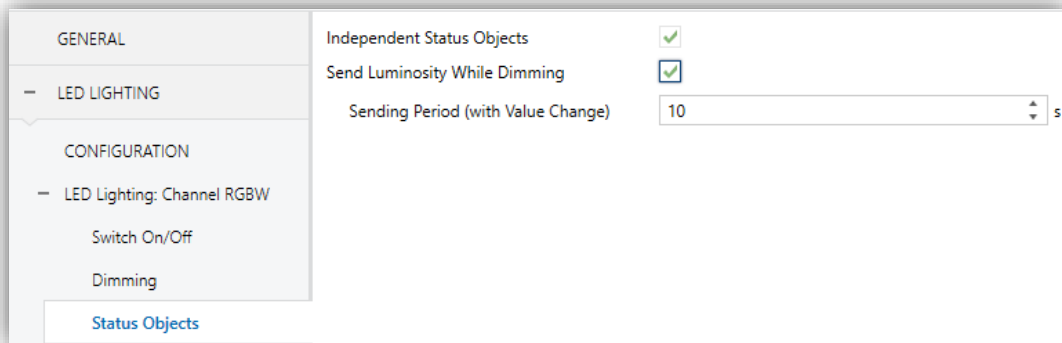 GENERAL
LED LIGHTING
CONFIGURATION
LED Lighting: Channel RGBW
Switch On/Off
Dimming
Status Objects
Independent Status Objects
Send Luminosity While Dimming
Sending Period (with Value Change)
10
s